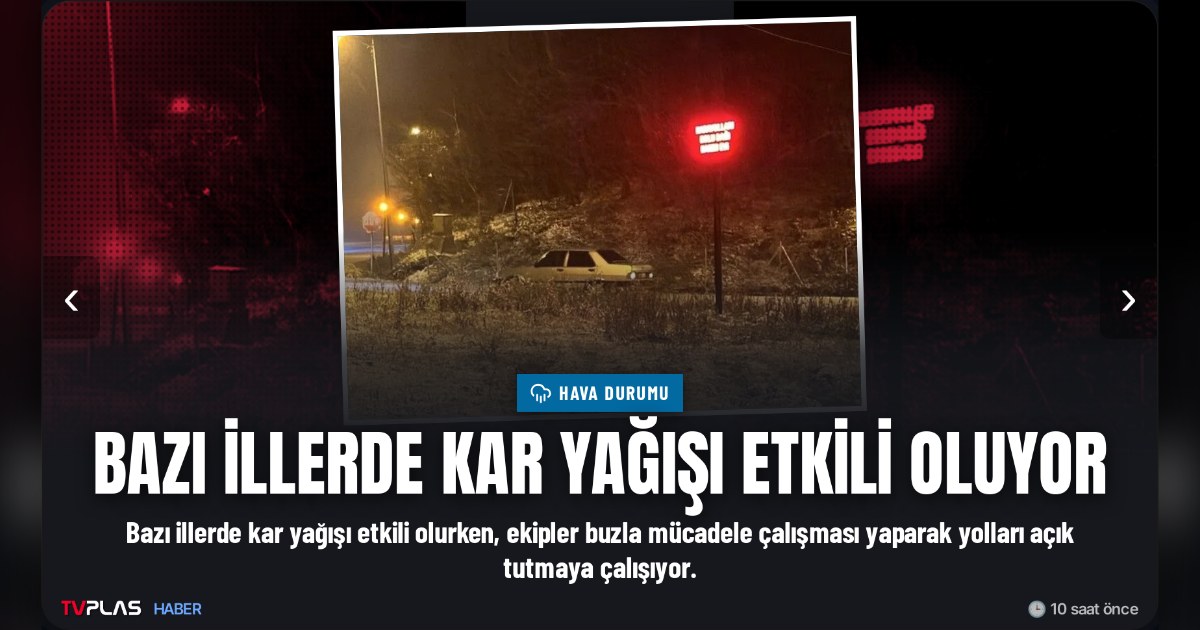 HAVA DURUMU
BAZI İLLERDE KAR YAĞIŞI ETKİLİ OLUYOR
Bazı illerde kar yağışı etkili olurken, ekipler buzla mücadele çalışması yaparak yolları açık
tutmaya çalışıyor.
TVPLAS HABER
10 saat önce